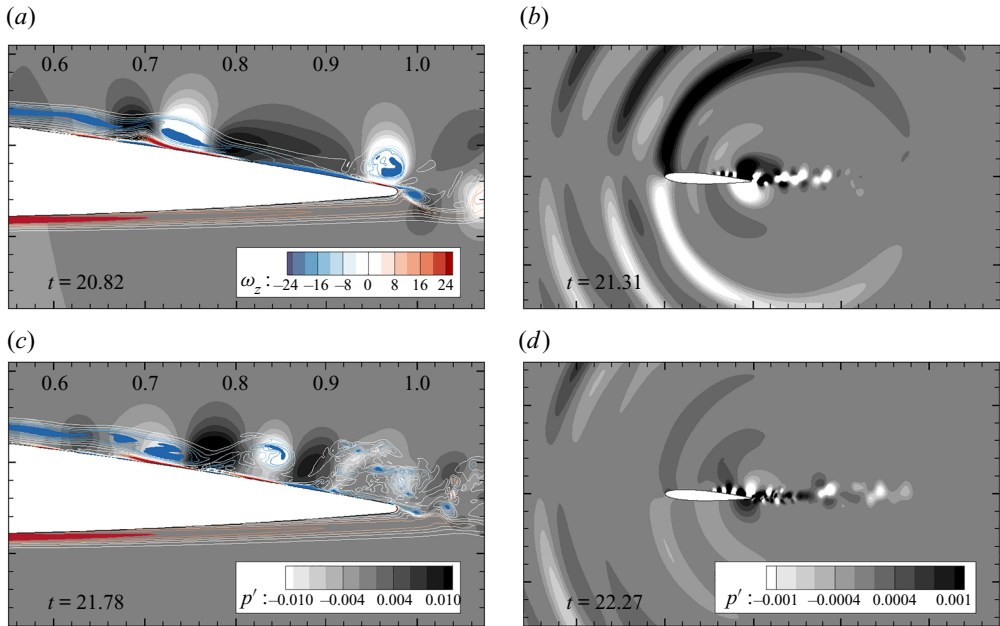 (a)
(b)
0.6 0.7 0.8 0.9 1.0
ω_z : –24 –16 –8 0 8 16 24
t = 20.82
t = 21.31
(c)
(d)
0.6 0.7 0.8 0.9 1.0
p′ : –0.010 –0.004 0.004 0.010
t = 21.78
p′ : –0.001 –0.0004 0.0004 0.001
t = 22.27